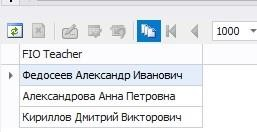 1000
FIO Teacher
Федосеев Александр Иванович
Александрова Анна Петровна
Кириллов Дмитрий Викторович